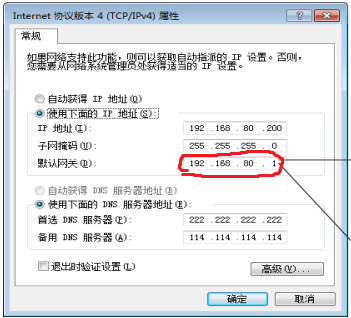 Internet 协议版本 4 (TCP/IPv4) 属性
常规
如果网络支持此功能，则可以获取自动指派的 IP 设置。否则，
您需要从网络系统管理员处获得适当的 IP 设置。
自动获得 IP 地址(O)
使用下面的 IP 地址(S):
IP 地址(I): 192 .168 . 80 .200
子网掩码(U): 255 .255 .255 . 0
默认网关(D): 192 .168 . 80 . 1
自动获得 DNS 服务器地址(B)
使用下面的 DNS 服务器地址(E):
首选 DNS 服务器(P): 222 .222 .222 .222
备用 DNS 服务器(A): 114 .114 .114 .114
退出时验证设置(L)
高级(V)...
确定
取消